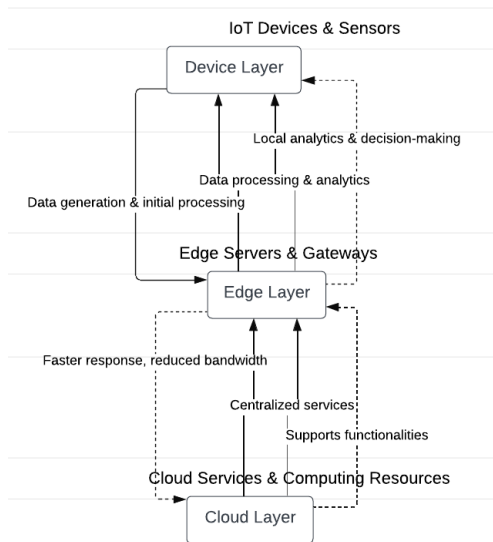 IoT Devices & Sensors
Device Layer
Local analytics & decision-making
Data processing & analytics
Data generation & initial processing
Edge Servers & Gateways
Edge Layer
Faster response, reduced bandwidth
Centralized services
Supports functionalities
Cloud Services & Computing Resources
Cloud Layer